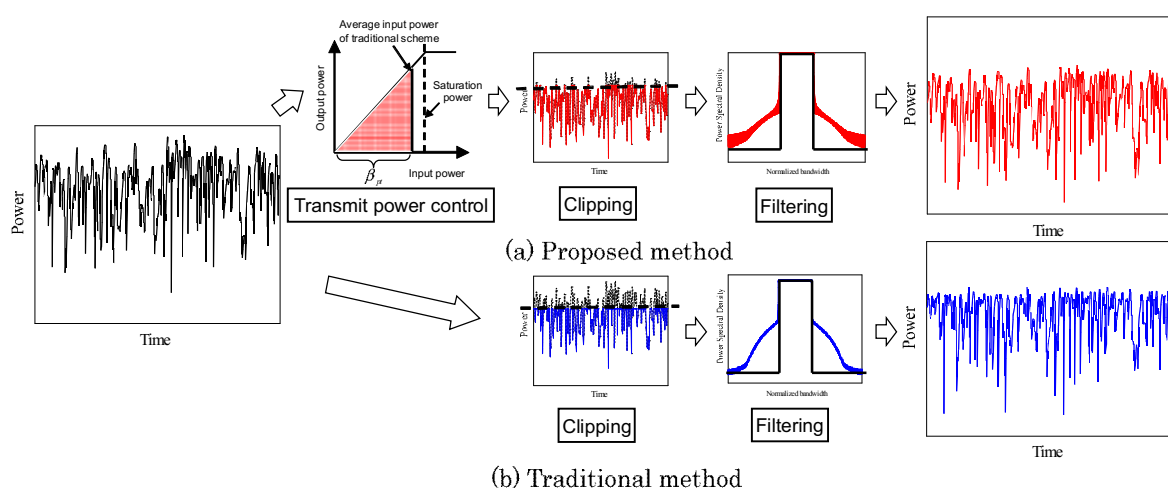 Power
Time
Average input power
of traditional scheme
Output power
Saturation
power
β pt
Input power
Transmit power control
Power
Time
Clipping
Power Spectral Density
Normalized bandwidth
Filtering
Power
Time
(a) Proposed method
Power
Time
Clipping
Power Spectral Density
Normalized bandwidth
Filtering
Power
Time
(b) Traditional method